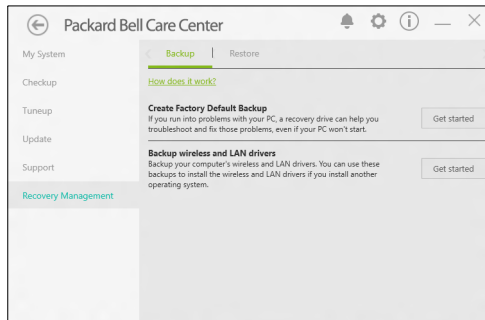 Packard Bell Care Center
My System
Checkup
Tuneup
Update
Support
Recovery Management
Backup | Restore
How does it work?
Create Factory Default Backup
If you run into problems with your PC, a recovery drive can help you
troubleshoot and fix those problems, even if your PC won't start.
Get started
Backup wireless and LAN drivers
Backup your computer's wireless and LAN drivers. You can use these
backups to install the wireless and LAN drivers if you install another
operating system.
Get started